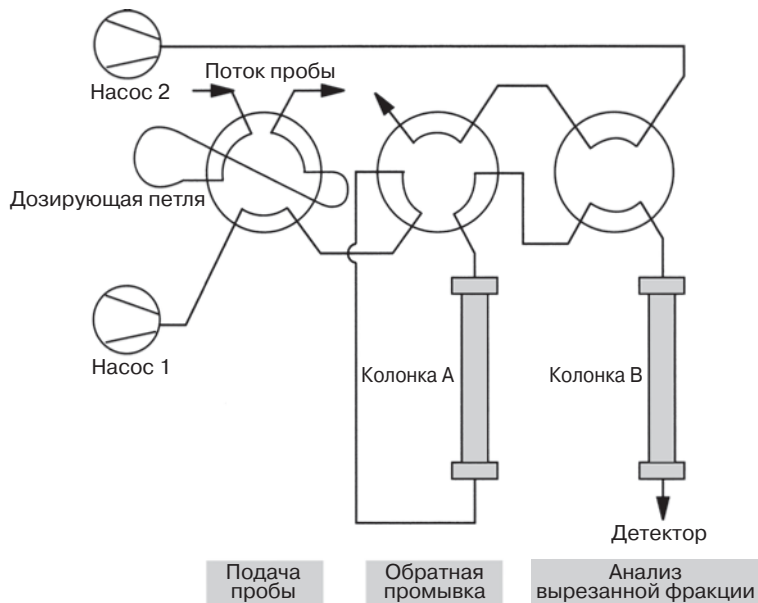 Насос 2
Поток пробы
Дозирующая петля
Насос 1
Колонка А
Колонка В
Детектор
Подача
пробы
Обратная
промывка
Анализ
вырезанной фракции